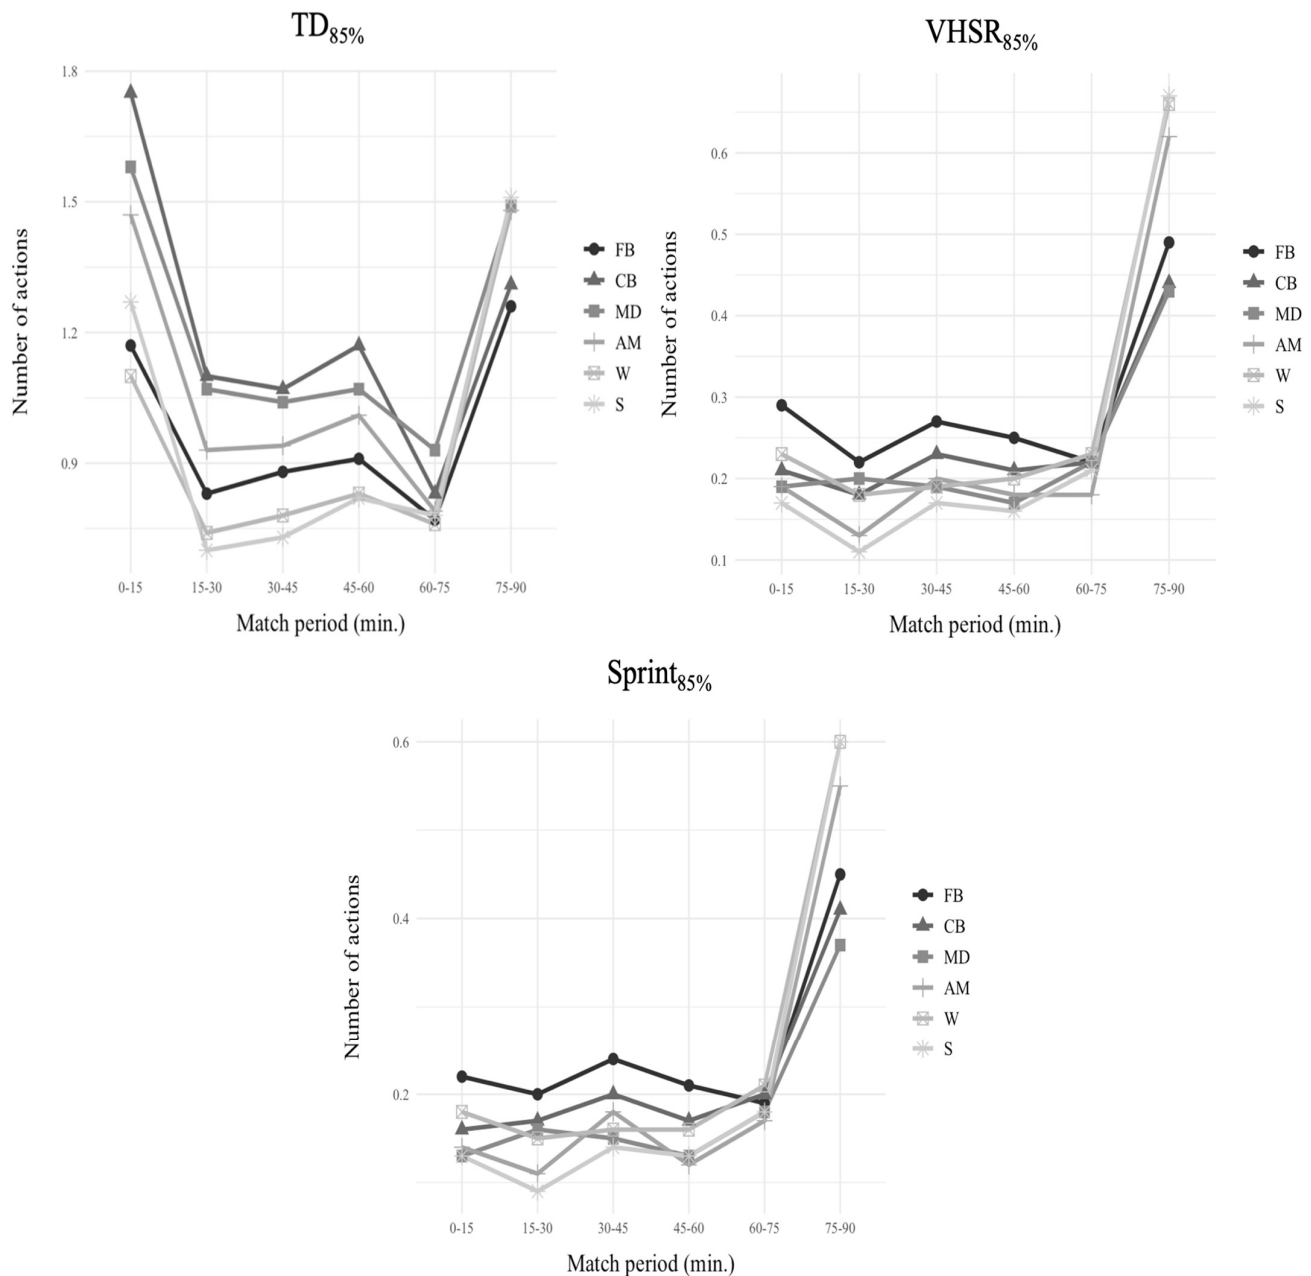 TD85%
1.8
1.5
1.2
0.9
Number of actions
0-15 15-30 30-45 45-60 60-75 75-90
Match period (min.)
FB
CB
MD
AM
W
S
VHSR85%
0.6
0.5
0.4
0.3
0.2
0.1
Number of actions
0-15 15-30 30-45 45-60 60-75 75-90
Match period (min.)
FB
CB
MD
AM
W
S
Sprint85%
0.6
0.4
0.2
Number of actions
0-15 15-30 30-45 45-60 60-75 75-90
Match period (min.)
FB
CB
MD
AM
W
S